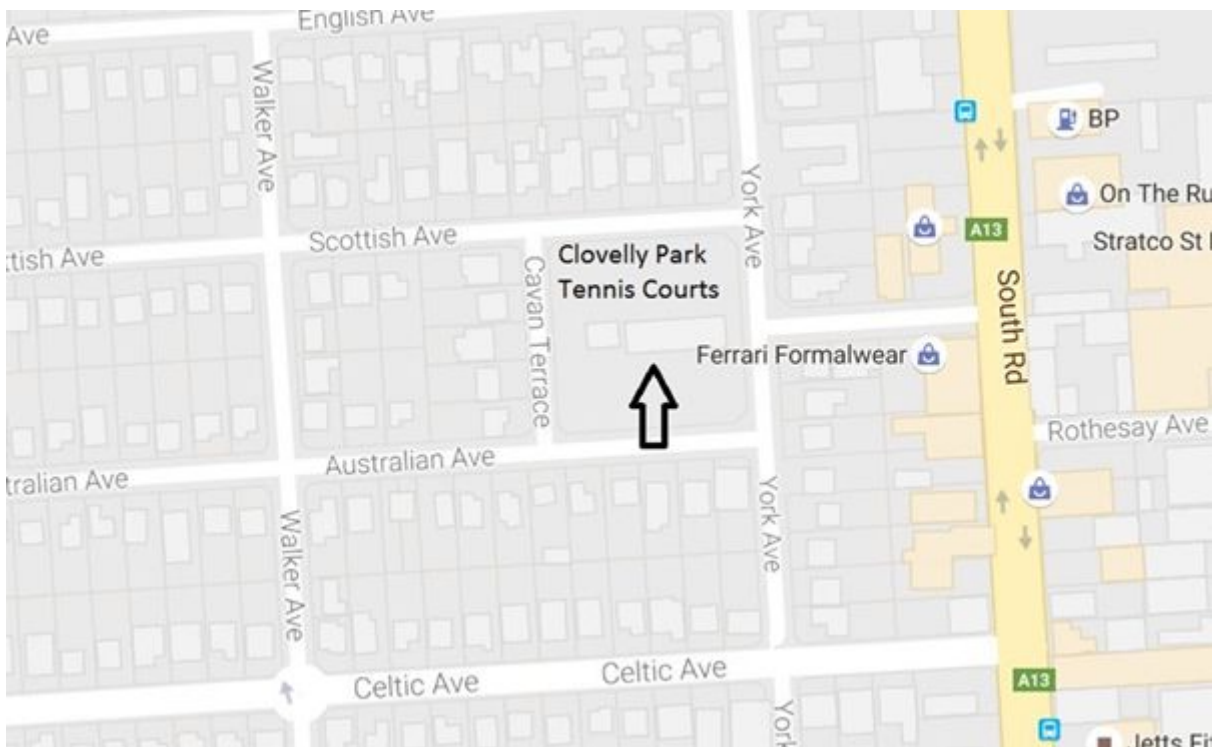 Ave
English Ave
Walker Ave
BP
York Ave
On The Ru
A13
Stratco St
ttish Ave
Scottish Ave
Clovelly Park
Tennis Courts
Cavan Terrace
South Rd
Ferrari Formalwear
Rothesay Ave
tralian Ave
Australian Ave
York Ave
Walker Ave
Celtic Ave
Celtic Ave
A13
York
Jetts Fit